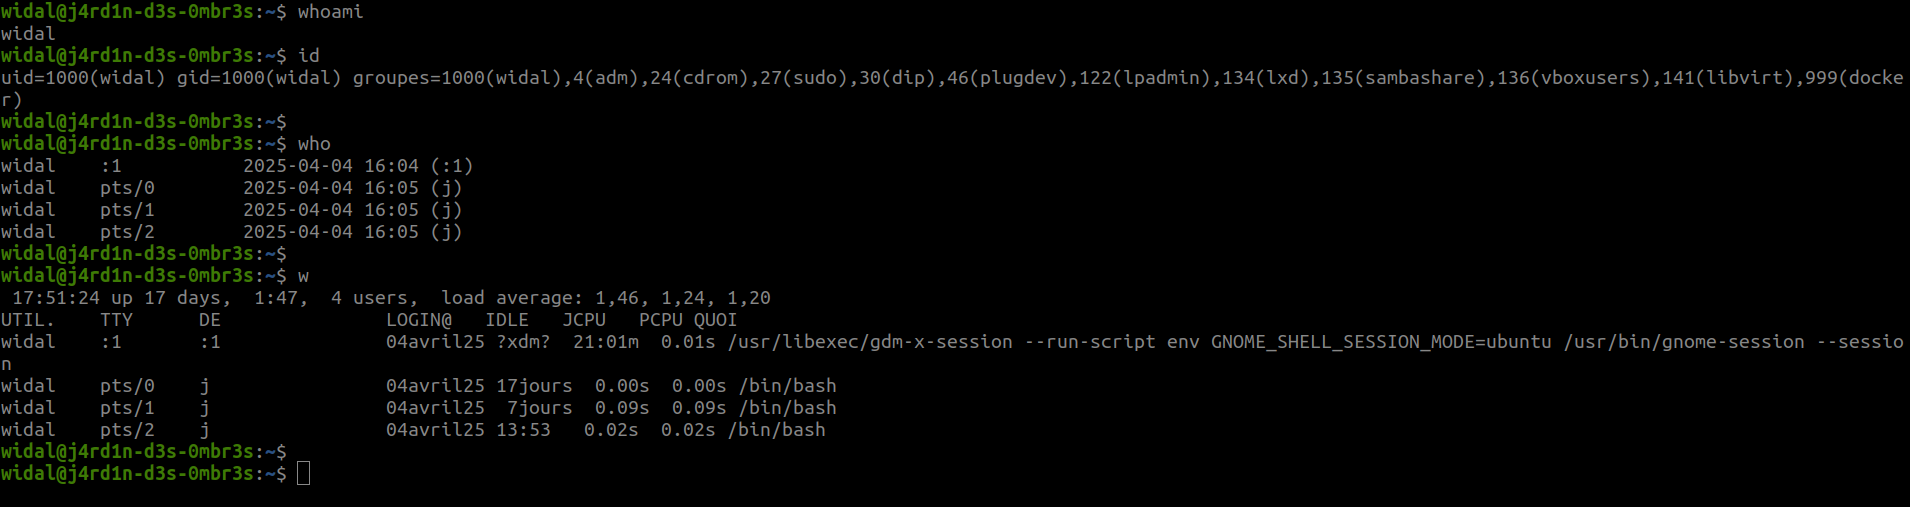 widal@j4rd1n-d3s-0mbr3s:~$ whoami
widal
widal@j4rd1n-d3s-0mbr3s:~$ id
uid=1000(widal) gid=1000(widal) groupes=1000(widal),4(adm),24(cdrom),27(sudo),30(dip),46(plugdev),122(lpadmin),134(lxd),135(sambashare),136(vboxusers),141(libvirt),999(docke
r)
widal@j4rd1n-d3s-0mbr3s:~$
widal@j4rd1n-d3s-0mbr3s:~$ who
widal    :1           2025-04-04 16:04 (:1)
widal    pts/0        2025-04-04 16:05 (j)
widal    pts/1        2025-04-04 16:05 (j)
widal    pts/2        2025-04-04 16:05 (j)
widal@j4rd1n-d3s-0mbr3s:~$
widal@j4rd1n-d3s-0mbr3s:~$ w
 17:51:24 up 17 days,  1:47,  4 users,  load average: 1,46, 1,24, 1,20
UTIL.    TTY      DE               LOGIN@   IDLE   JCPU   PCPU QUOI
widal    :1       :1               04avril25 ?xdm?  21:01m  0.01s /usr/libexec/gdm-x-session --run-script env GNOME_SHELL_SESSION_MODE=ubuntu /usr/bin/gnome-session --sessio
n
widal    pts/0    j                04avril25 17jours  0.00s  0.00s /bin/bash
widal    pts/1    j                04avril25  7jours  0.09s  0.09s /bin/bash
widal    pts/2    j                04avril25 13:53   0.02s  0.02s /bin/bash
widal@j4rd1n-d3s-0mbr3s:~$
widal@j4rd1n-d3s-0mbr3s:~$